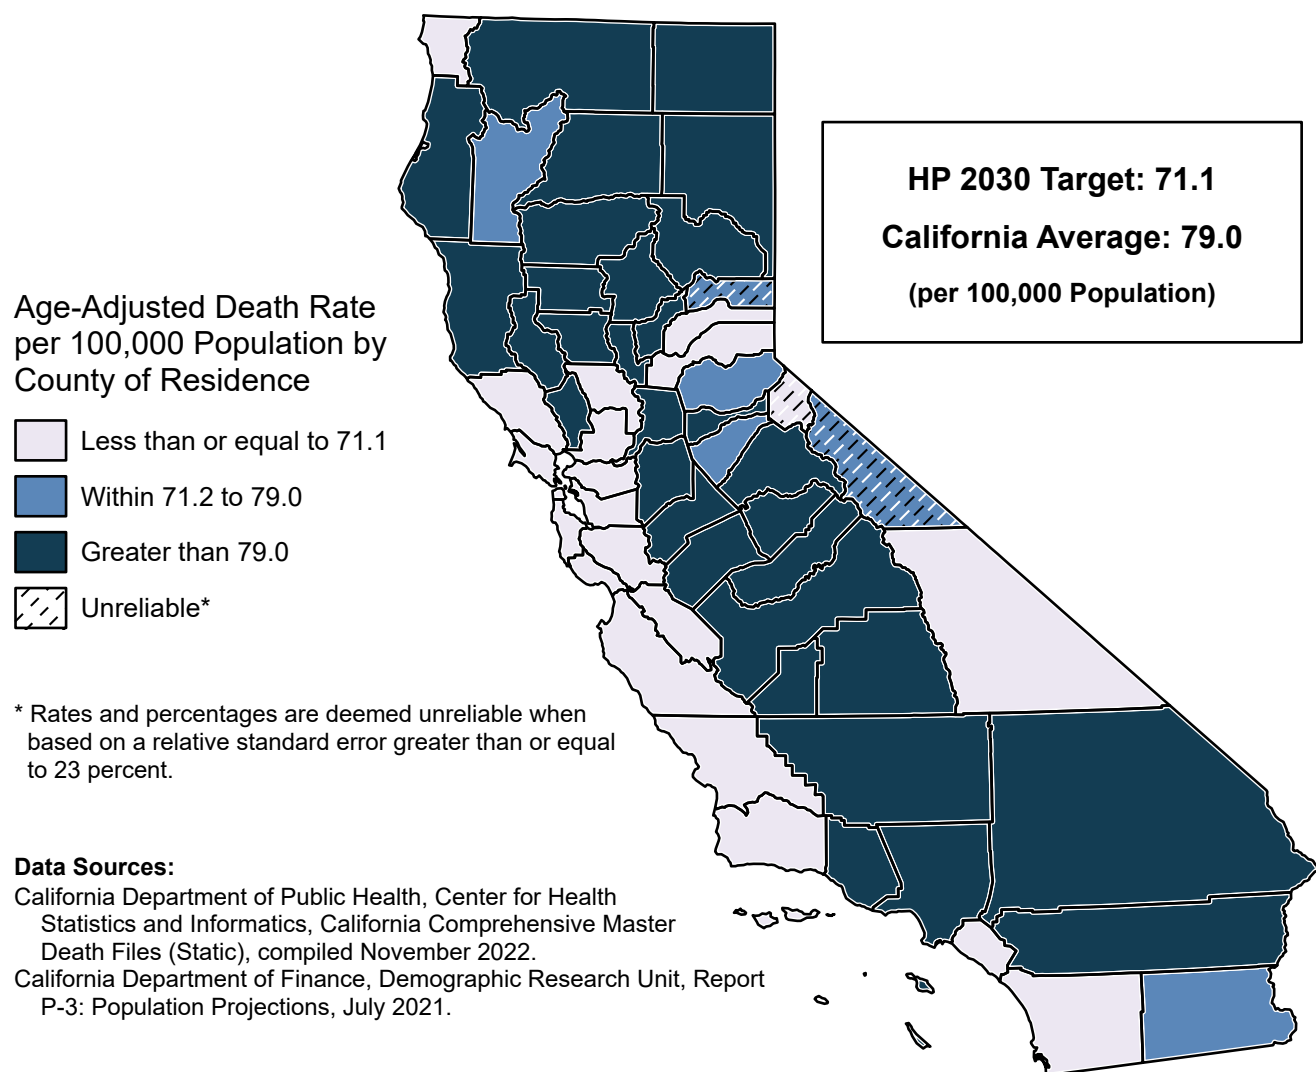 HP 2030 Target: 71.1
California Average: 79.0
(per 100,000 Population)
Age-Adjusted Death Rate
per 100,000 Population by
County of Residence
Less than or equal to 71.1
Within 71.2 to 79.0
Greater than 79.0
Unreliable*
* Rates and percentages are deemed unreliable when
based on a relative standard error greater than or equal
to 23 percent.
Data Sources:
California Department of Public Health, Center for Health
Statistics and Informatics, California Comprehensive Master
Death Files (Static), compiled November 2022.
California Department of Finance, Demographic Research Unit, Report
P-3: Population Projections, July 2021.